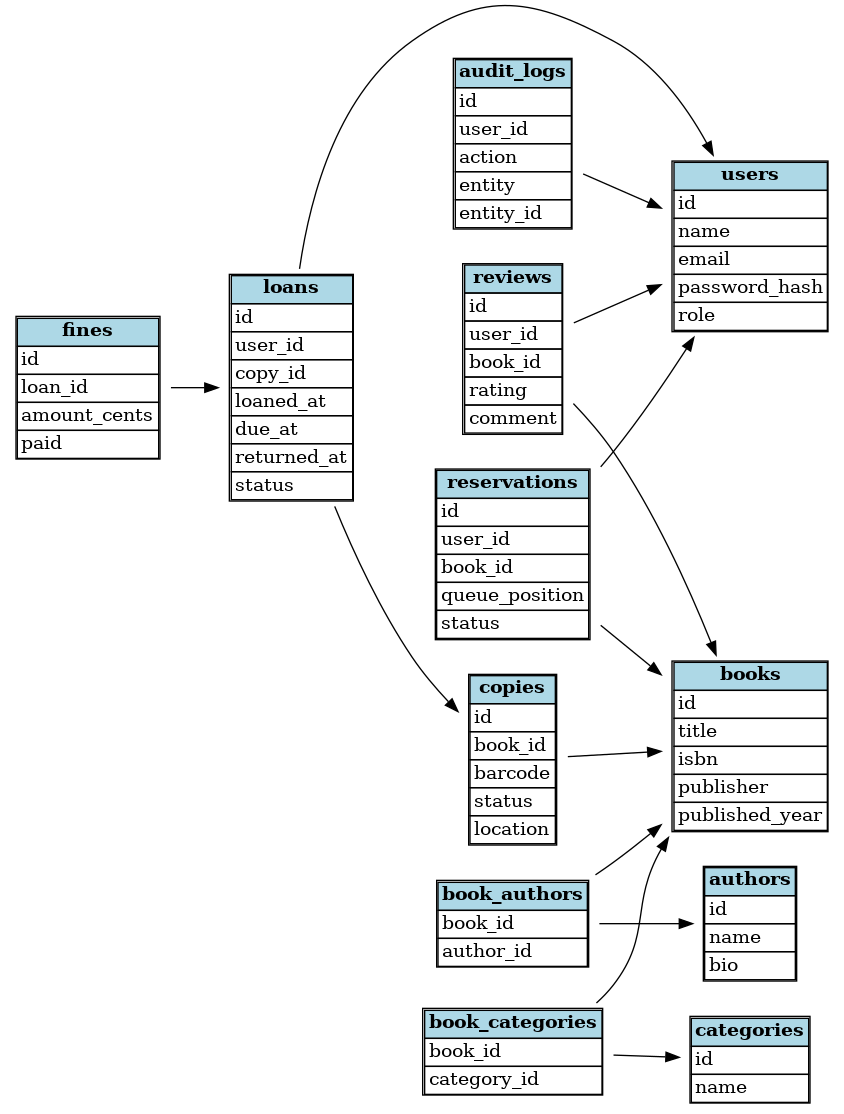 audit_logs
id
user_id
action
entity
entity_id
users
id
name
email
password_hash
role
reviews
id
user_id
book_id
rating
comment
loans
id
user_id
copy_id
loaned_at
due_at
returned_at
status
fines
id
loan_id
amount_cents
paid
reservations
id
user_id
book_id
queue_position
status
copies
id
book_id
barcode
status
location
books
id
title
isbn
publisher
published_year
book_authors
book_id
author_id
authors
id
name
bio
book_categories
book_id
category_id
categories
id
name